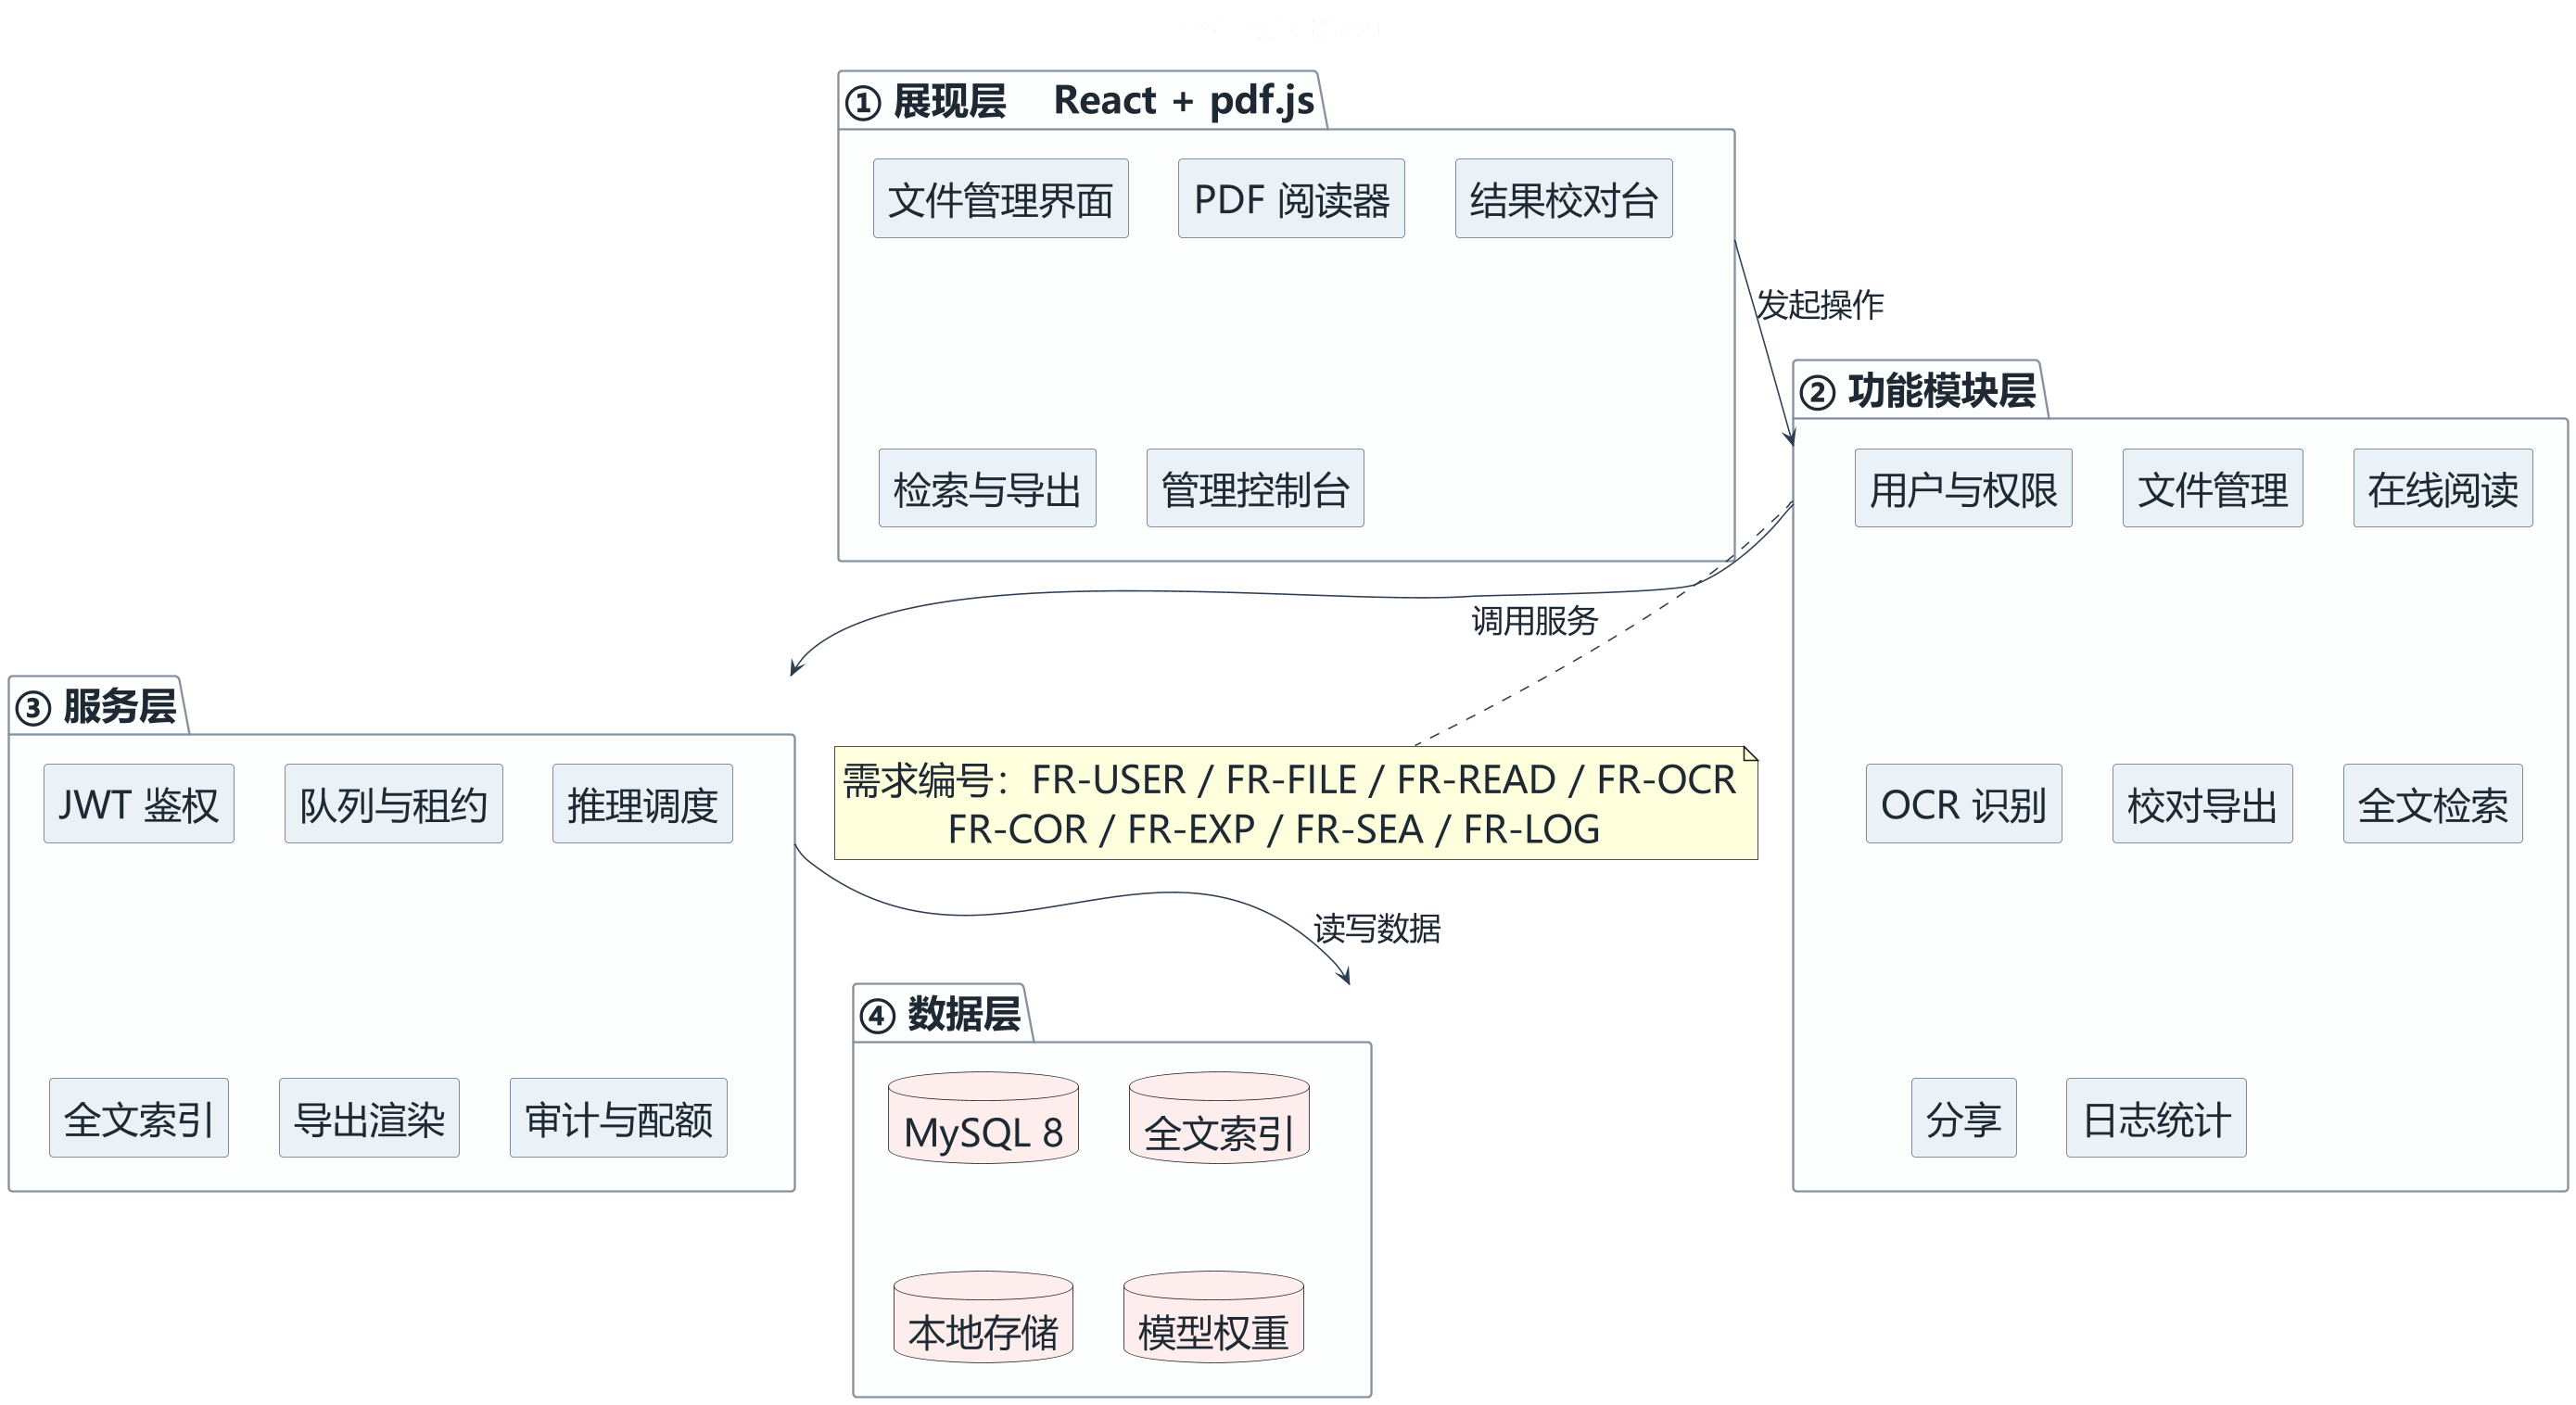 ① 展现层 React + pdf.js
文件管理界面
PDF 阅读器
结果校对台
检索与导出
管理控制台
发起操作
② 功能模块层
用户与权限
文件管理
在线阅读
OCR 识别
校对导出
全文检索
分享
日志统计
调用服务
需求编号：FR-USER / FR-FILE / FR-READ / FR-OCR
FR-COR / FR-EXP / FR-SEA / FR-LOG
③ 服务层
JWT 鉴权
队列与租约
推理调度
全文索引
导出渲染
审计与配额
读写数据
④ 数据层
MySQL 8
全文索引
本地存储
模型权重